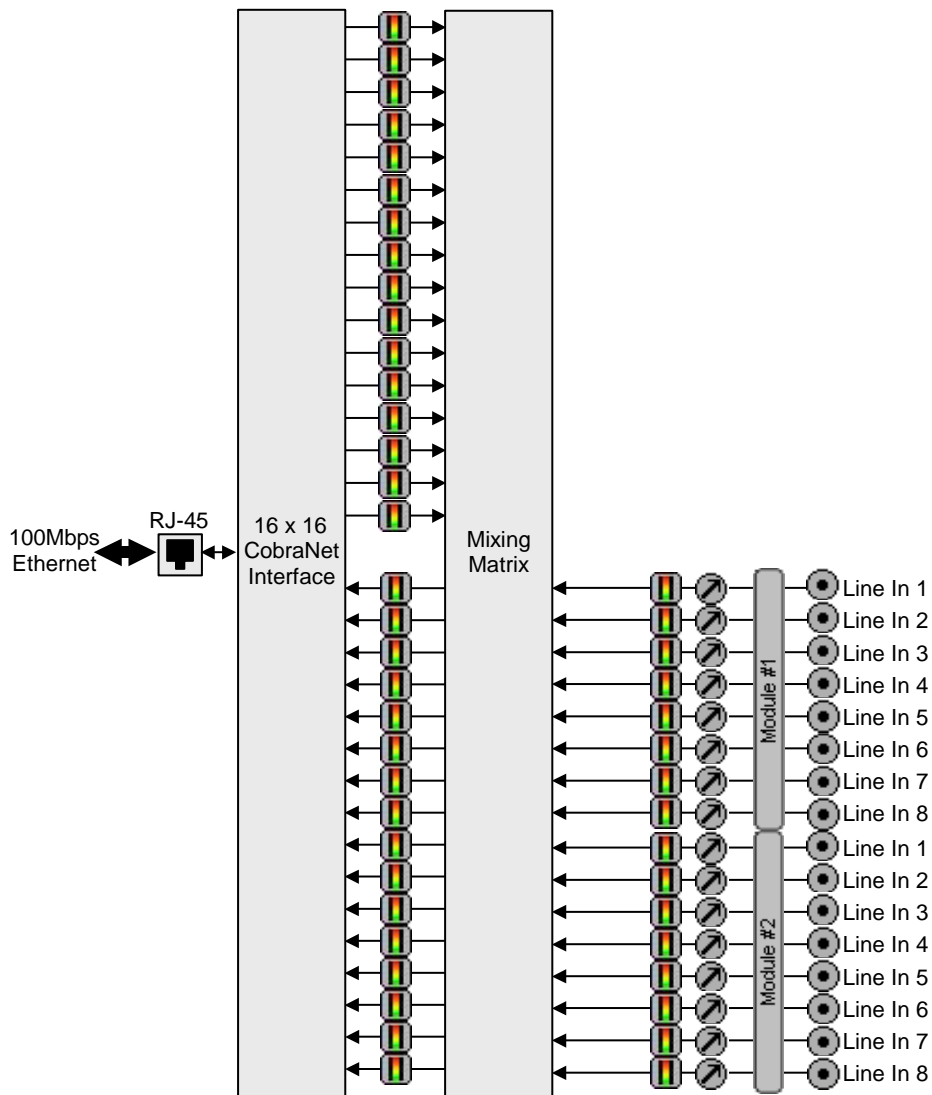 100Mbps
Ethernet
RJ-45
16 x 16
CobraNet
Interface
Mixing
Matrix
Module #1
Line In 1
Line In 2
Line In 3
Line In 4
Line In 5
Line In 6
Line In 7
Line In 8
Module #2
Line In 1
Line In 2
Line In 3
Line In 4
Line In 5
Line In 6
Line In 7
Line In 8